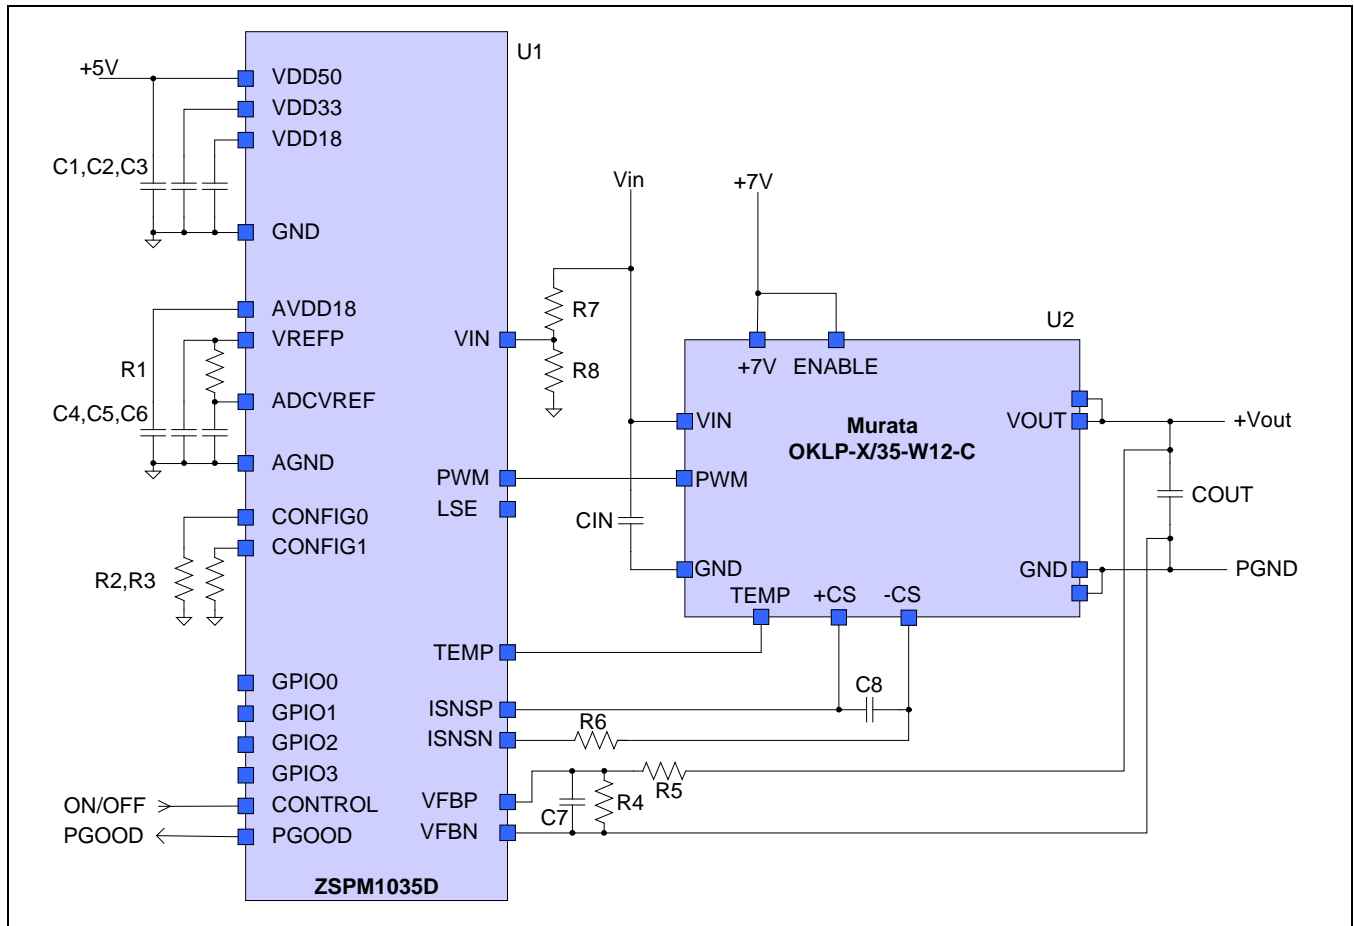 U1
+5V
VDD50
VDD33
VDD18
C1,C2,C3
GND
AVDD18
VREFP
R1
ADCVREF
C4,C5,C6
AGND
CONFIG0
CONFIG1
R2,R3
GPIO0
GPIO1
GPIO2
GPIO3
ON/OFF
CONTROL
PGOOD
PGOOD
ZSPM1035D
VIN
PWM
LSE
TEMP
ISNSP
ISNSN
VFBP
VFBN
Vin
R7
R8
CIN
+7V
U2
+7V
ENABLE
VIN
Murata
OKLP-X/35-W12-C
VOUT
+Vout
PWM
COUT
GND
GND
PGND
TEMP
+CS
-CS
C8
R6
R5
C7
R4